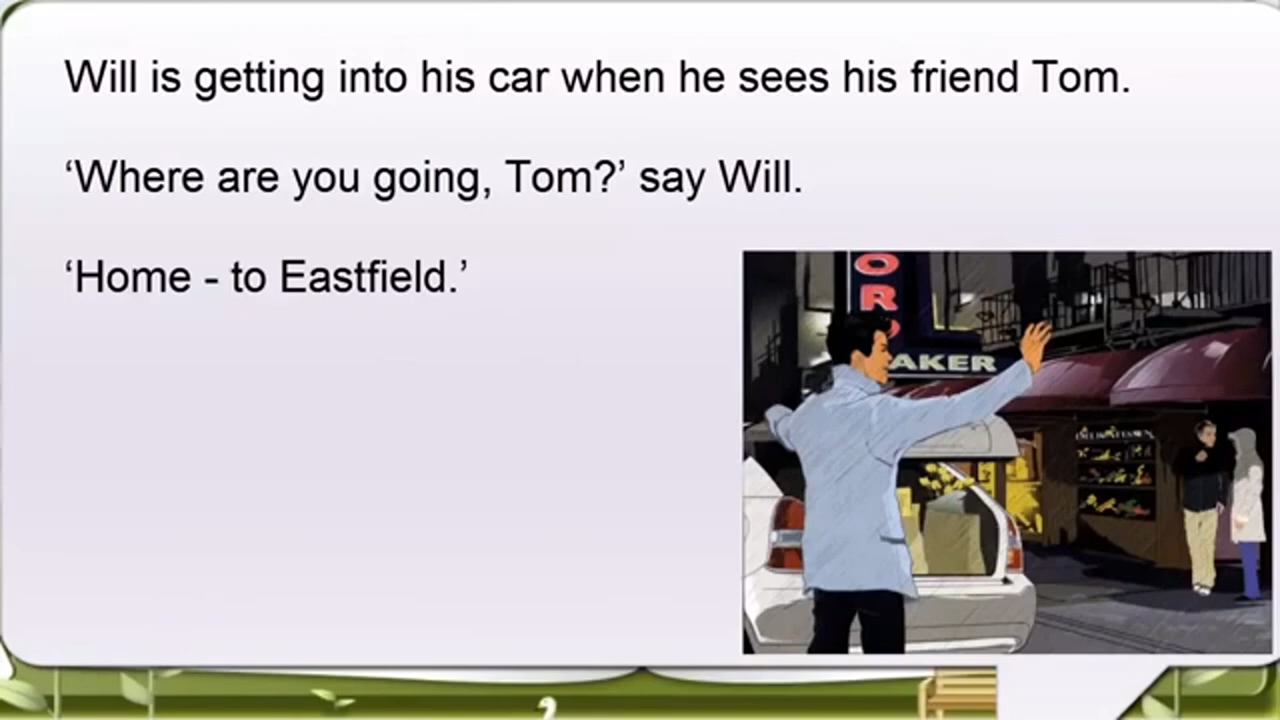 Will is getting into his car when he sees his friend Tom.
‘Where are you going, Tom?’ say Will.
‘Home - to Eastfield.’
OR
AKER